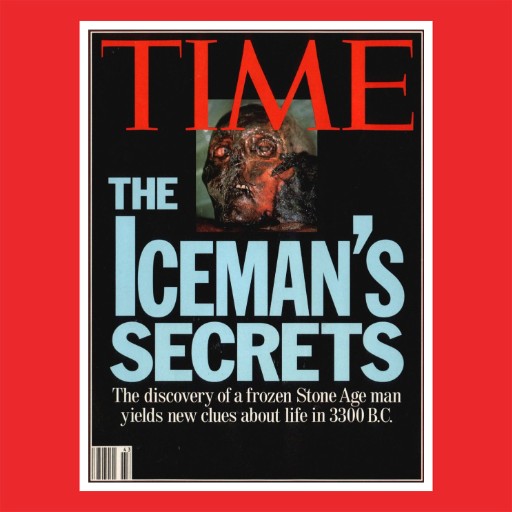 TIME
THE
ICEMAN'S
SECRETS
The discovery of a frozen Stone Age man
yields new clues about life in 3300 B.C.